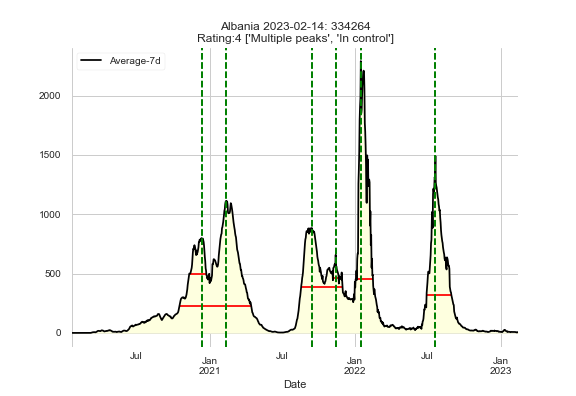 Albania 2023-02-14: 334264
Rating:4 ['Multiple peaks', 'In control']
Average-7d
2000
1500
1000
500
0
Jul
Jan
2021
Jul
Jan
2022
Jul
Jan
2023
Date